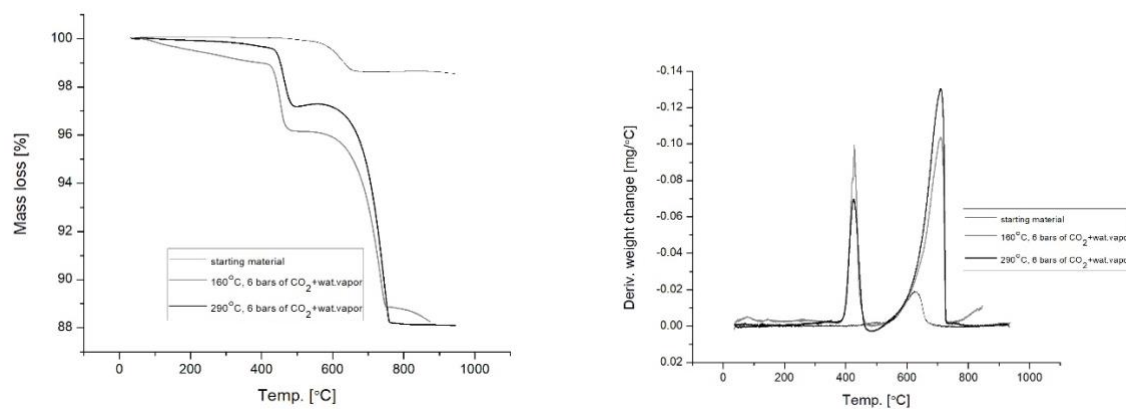 100
98
96
94
92
89
88
Mass loss [%]
starting material
160°C, 6 bars of CO2+wat.vapor
290°C, 6 bars of CO2+wat.vapor
0 200 400 600 800 1000
Temp. [°C]
-0.14
-0.12
-0.10
-0.08
-0.06
-0.04
-0.02
0.00
0.02
Deriv. weight change [mg/°C]
starting material
160°C, 6 bars of CO2+wat.vapo
290°C, 6 bars of CO2+wat.vapo
0 200 400 600 800 1000
Temp. [°C]